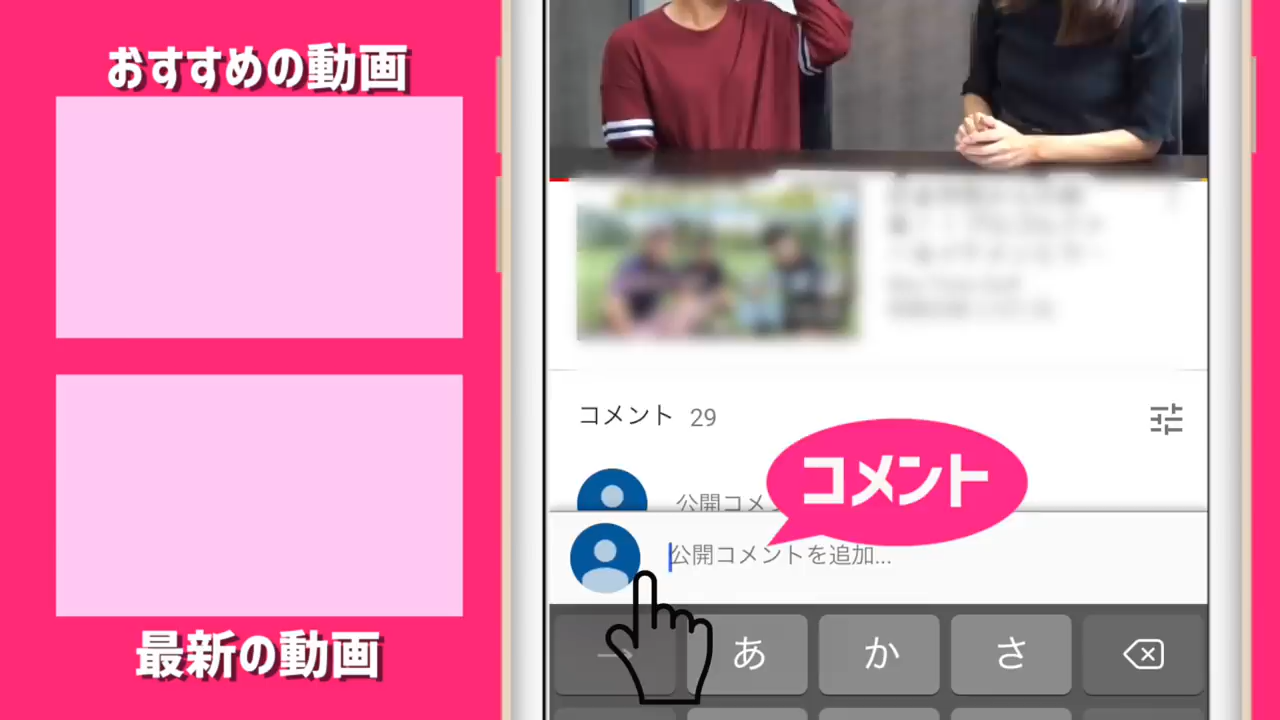 おすすめの動画
最新の動画
コメント 29
コメント
公開コメ
公開コメントを追加...
→
あ
か
さ